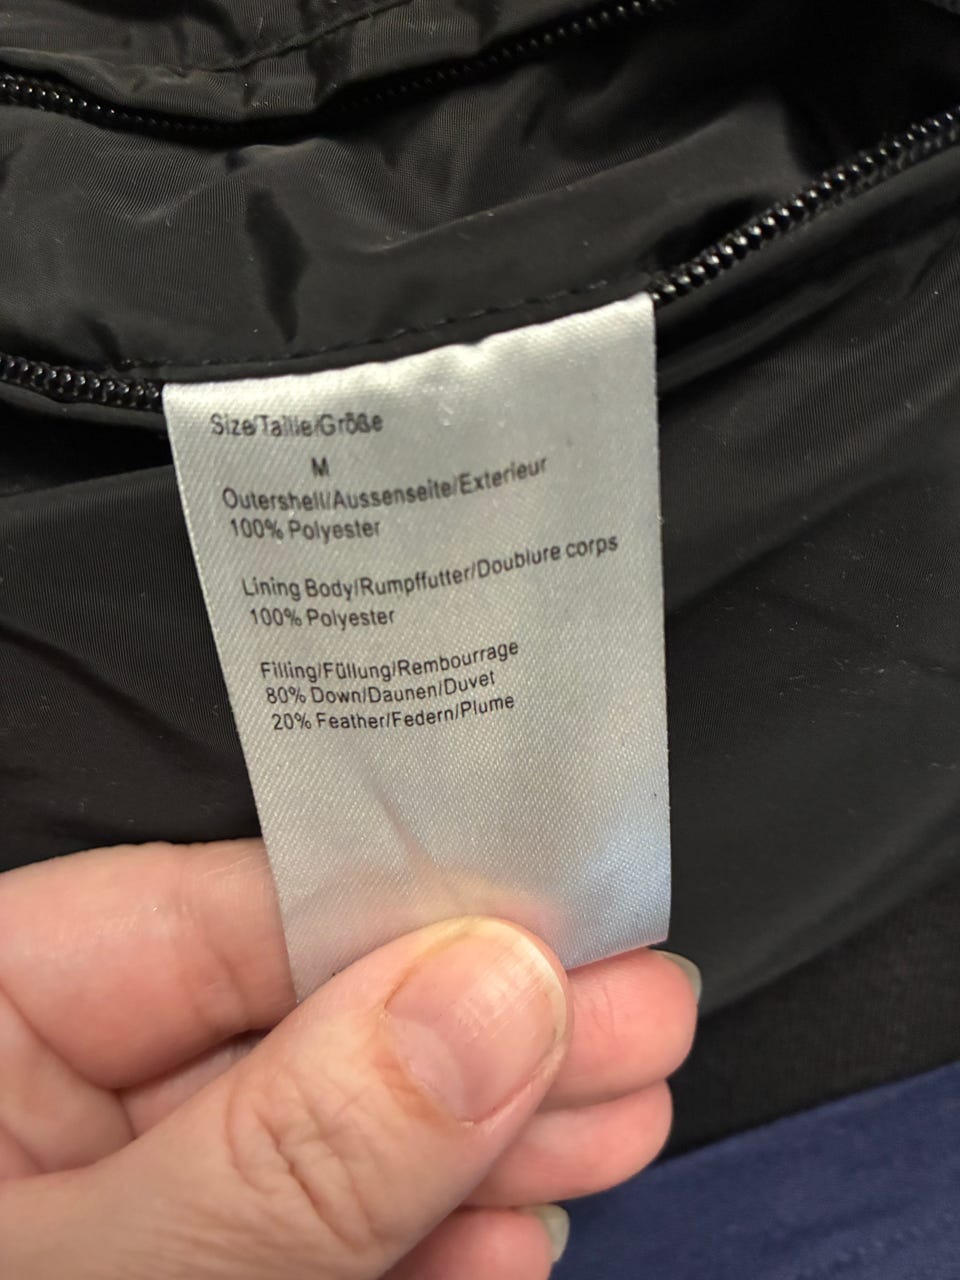 Size/Taille/Größe
M
Outershell/Aussenseite/Exterieur
100% Polyester
Lining Body/Rumpffutter/Doublure corps
100% Polyester
Filling/Füllung/Rembourrage
80% Down/Daunen/Duvet
20% Feather/Federn/Plume